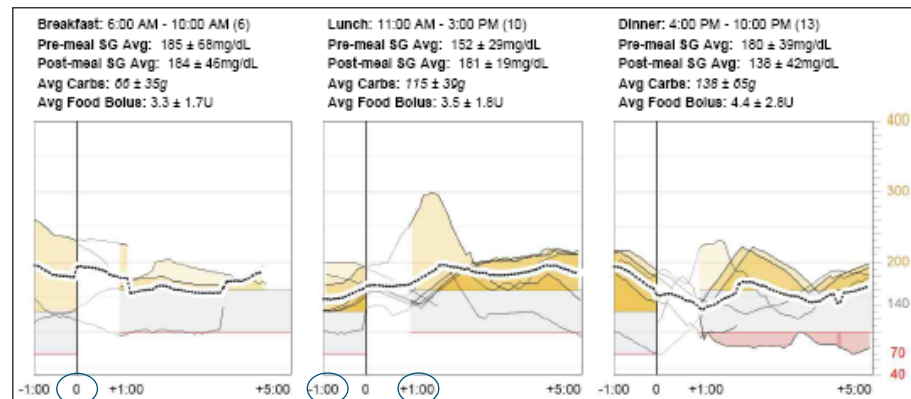 Breakfast: 6:00 AM - 10:00 AM (6)
Pre-meal SG Avg: 185 ± 68mg/dL
Post-meal SG Avg: 184 ± 46mg/dL
Avg Carbs: 66 ± 35g
Avg Food Bolus: 3.3 ± 1.7U
Lunch: 11:00 AM - 3:00 PM (10)
Pre-meal SG Avg: 152 ± 29mg/dL
Post-meal SG Avg: 181 ± 19mg/dL
Avg Carbs: 115 ± 39g
Avg Food Bolus: 3.5 ± 1.8U
Dinner: 4:00 PM - 10:00 PM (13)
Pre-meal SG Avg: 180 ± 39mg/dL
Post-meal SG Avg: 138 ± 42mg/dL
Avg Carbs: 138 ± 65g
Avg Food Bolus: 4.4 ± 2.8U
400
300
200
140
70
40
-1:00 0 +1:00 +5:00
-1:00 0 +1:00 +5:00
-1:00 0 +1:00 +5:00